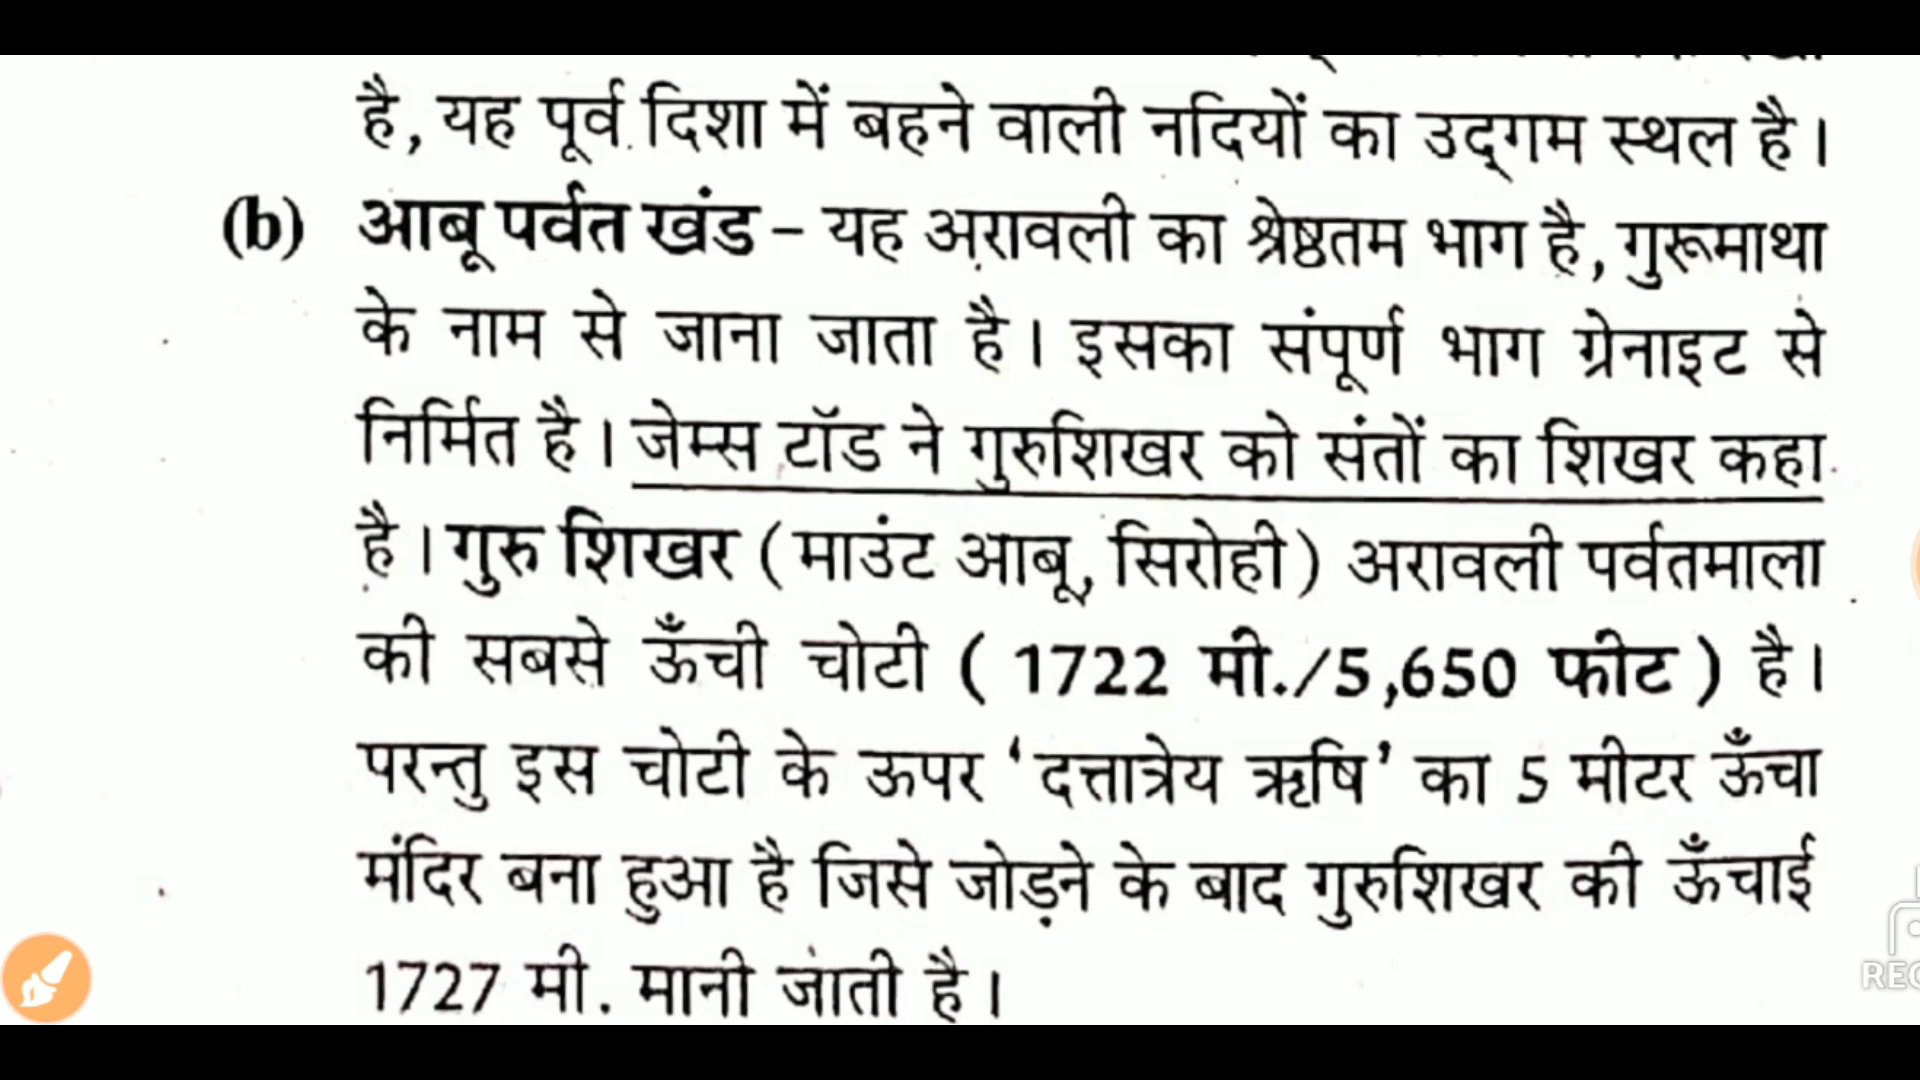 है, यह पूर्व दिशा में बहने वाली नदियों का उद्‌गम स्थल है।
(b) आबू पर्वत खंड – यह अरावली का श्रेष्ठतम भाग है, गुरूमाथा
के नाम से जाना जाता है। इसका संपूर्ण भाग ग्रेनाइट से
निर्मित है। जेम्स टॉड ने गुरुशिखर को संतों का शिखर कहा
है। गुरु शिखर (माउंट आबू, सिरोही) अरावली पर्वतमाला
की सबसे ऊँची चोटी ( 1722 मी./5,650 फीट ) है।
परन्तु इस चोटी के ऊपर ‘दत्तात्रेय ऋषि’ का 5 मीटर ऊँचा
मंदिर बना हुआ है जिसे जोड़ने के बाद गुरुशिखर की ऊँचाई
1727 मी. मानी जाती है।